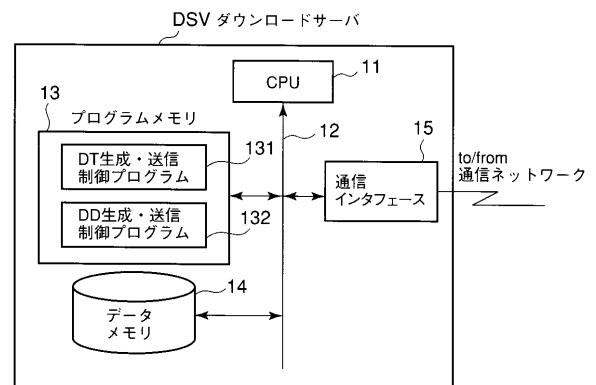 DSV ダウンロードサーバ
CPU
11
13
プログラムメモリ
12
15
DT生成・送信
制御プログラム
131
DD生成・送信
制御プログラム
132
通信
インタフェース
to/from
通信ネットワーク
14
データ
メモリ